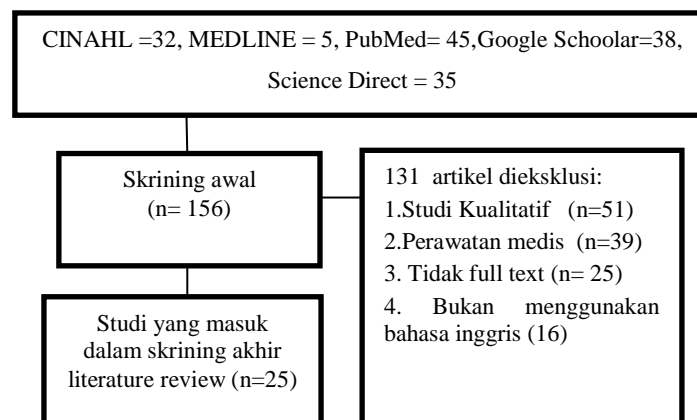 CINAHL =32, MEDLINE = 5, PubMed= 45,Google Schoolar=38,
Science Direct = 35
Skrining awal
(n= 156)
131 artikel dieksklusi:
1.Studi Kualitatif (n=51)
2.Perawatan medis (n=39)
3. Tidak full text (n= 25)
4. Bukan menggunakan
bahasa inggris (16)
Studi yang masuk
dalam skrining akhir
literature review (n=25)